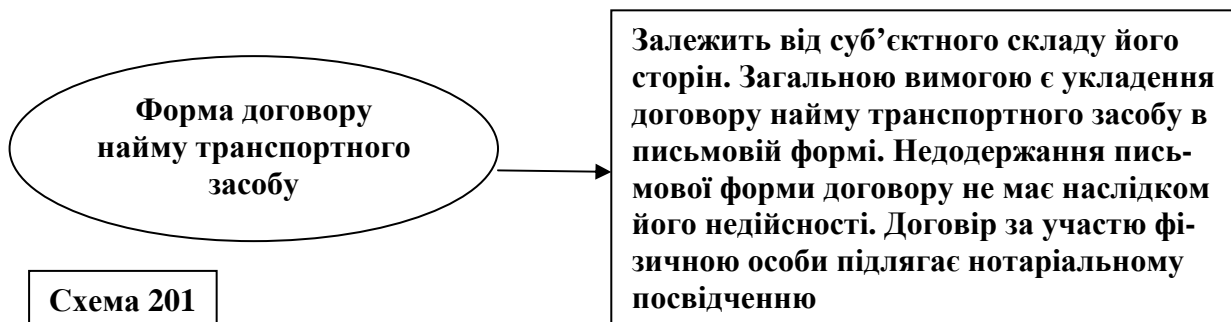 Форма договору
найму транспортного
засобу
Залежить від суб’єктного складу його
сторін. Загальною вимогою є укладення
договору найму транспортного засобу в
письмовій формі. Недодержання пись-
мової форми договору не має наслідком
його недійсності. Договір за участю фі-
зичною особи підлягає нотаріальному
посвідченню
Схема 201